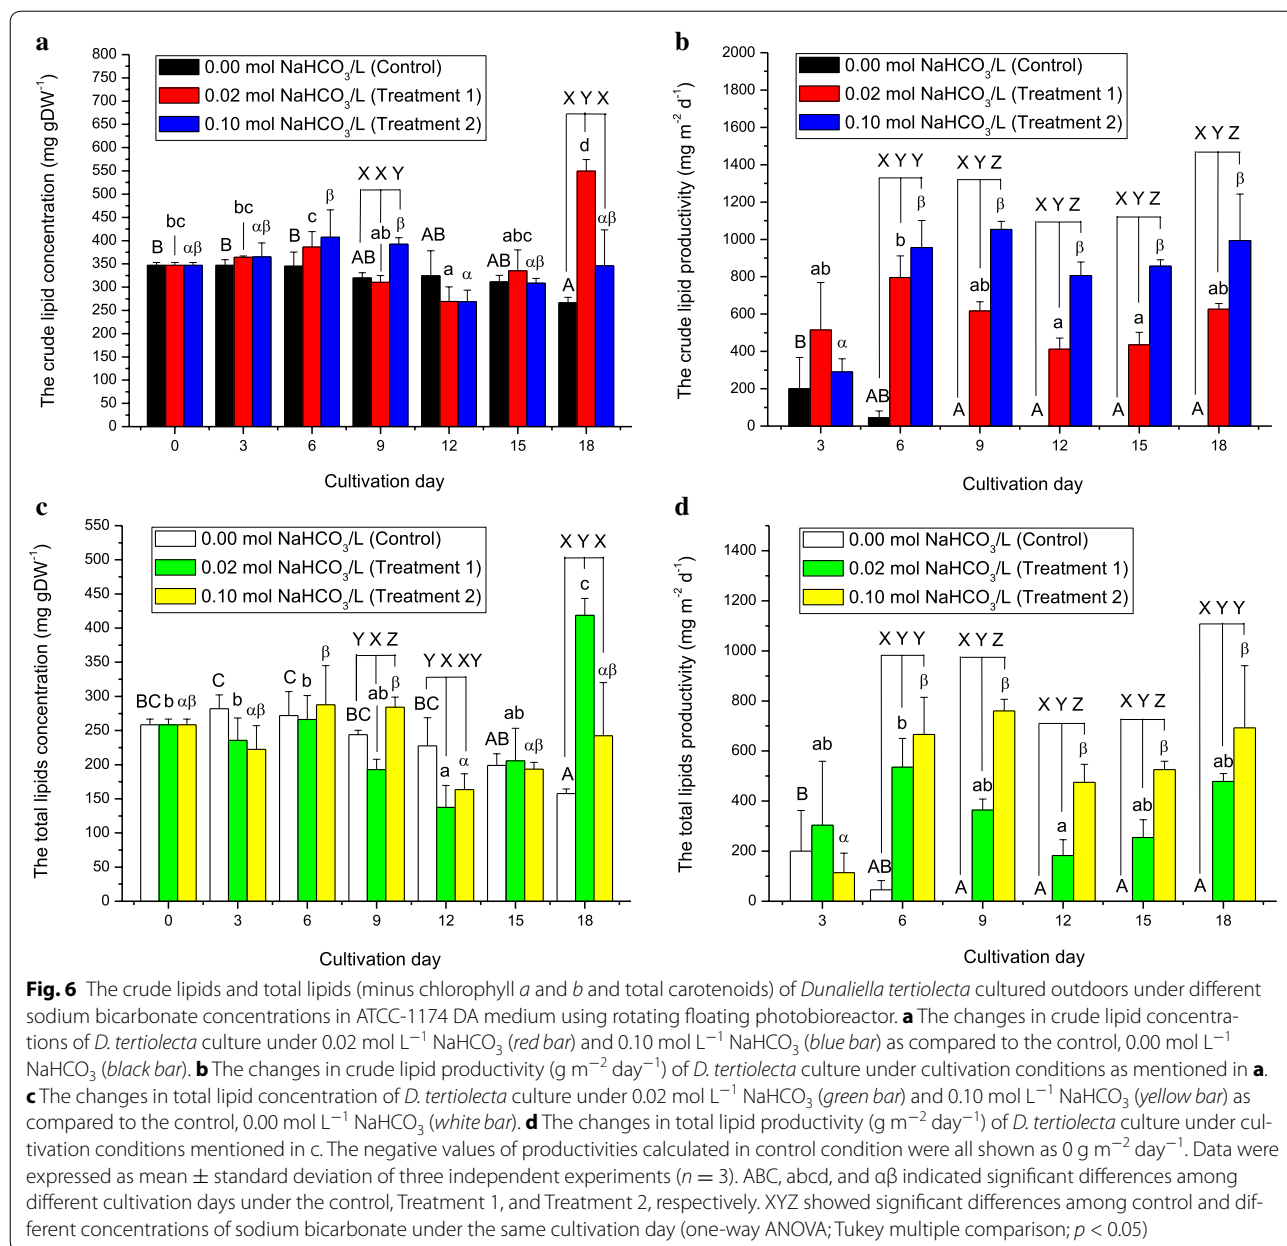 a
800
750
700
650
600
550
500
450
400
350
300
250
200
150
100
50
0
The crude lipid concentration (mg gDW⁻¹)
0.00 mol NaHCO₃/L (Control)
0.02 mol NaHCO₃/L (Treatment 1)
0.10 mol NaHCO₃/L (Treatment 2)
B bc αβ
B bc αβ
B c β
X X Y
AB ab β
AB a α
AB abc αβ
X Y X
A d αβ
0 3 6 9 12 15 18
Cultivation day
b
2000
1800
1600
1400
1200
1000
800
600
400
200
0
The crude lipid productivity (mg m⁻² d⁻¹)
0.00 mol NaHCO₃/L (Control)
0.02 mol NaHCO₃/L (Treatment 1)
0.10 mol NaHCO₃/L (Treatment 2)
B ab α
X Y Y
AB b β
X Y Z
A ab β
X Y Z
A a β
X Y Z
A a β
X Y Z
A ab β
3 6 9 12 15 18
Cultivation day
c
550
500
450
400
350
300
250
200
150
100
50
0
The total lipids concentration (mg gDW⁻¹)
0.00 mol NaHCO₃/L (Control)
0.02 mol NaHCO₃/L (Treatment 1)
0.10 mol NaHCO₃/L (Treatment 2)
BC b αβ
C b αβ
C b β
Y X Z
BC ab β
Y X XY
BC a α
AB ab αβ
X Y X
A c αβ
0 3 6 9 12 15 18
Cultivation day
d
1400
1200
1000
800
600
400
200
0
The total lipids productivity (mg m⁻² d⁻¹)
0.00 mol NaHCO₃/L (Control)
0.02 mol NaHCO₃/L (Treatment 1)
0.10 mol NaHCO₃/L (Treatment 2)
B ab α
X Y Y
AB b β
X Y Z
A ab β
X Y Z
A a β
X Y Z
A ab β
X Y Y
A ab β
3 6 9 12 15 18
Cultivation day
Fig. 6 The crude lipids and total lipids (minus chlorophyll a and b and total carotenoids) of Dunaliella tertiolecta cultured outdoors under different
sodium bicarbonate concentrations in ATCC-1174 DA medium using rotating floating photobioreactor. a The changes in crude lipid concentra-
tions of D. tertiolecta culture under 0.02 mol L⁻¹ NaHCO₃ (red bar) and 0.10 mol L⁻¹ NaHCO₃ (blue bar) as compared to the control, 0.00 mol L⁻¹
NaHCO₃ (black bar). b The changes in crude lipid productivity (g m⁻² day⁻¹) of D. tertiolecta culture under cultivation conditions as mentioned in a.
c The changes in total lipid concentration of D. tertiolecta culture under 0.02 mol L⁻¹ NaHCO₃ (green bar) and 0.10 mol L⁻¹ NaHCO₃ (yellow bar) as
compared to the control, 0.00 mol L⁻¹ NaHCO₃ (white bar). d The changes in total lipid productivity (g m⁻² day⁻¹) of D. tertiolecta culture under cul-
tivation conditions mentioned in c. The negative values of productivities calculated in control condition were all shown as 0 g m⁻² day⁻¹. Data were
expressed as mean ± standard deviation of three independent experiments (n = 3). ABC, abcd, and αβ indicated significant differences among
different cultivation days under the control, Treatment 1, and Treatment 2, respectively. XYZ showed significant differences among control and dif-
ferent concentrations of sodium bicarbonate under the same cultivation day (one-way ANOVA; Tukey multiple comparison; p < 0.05)